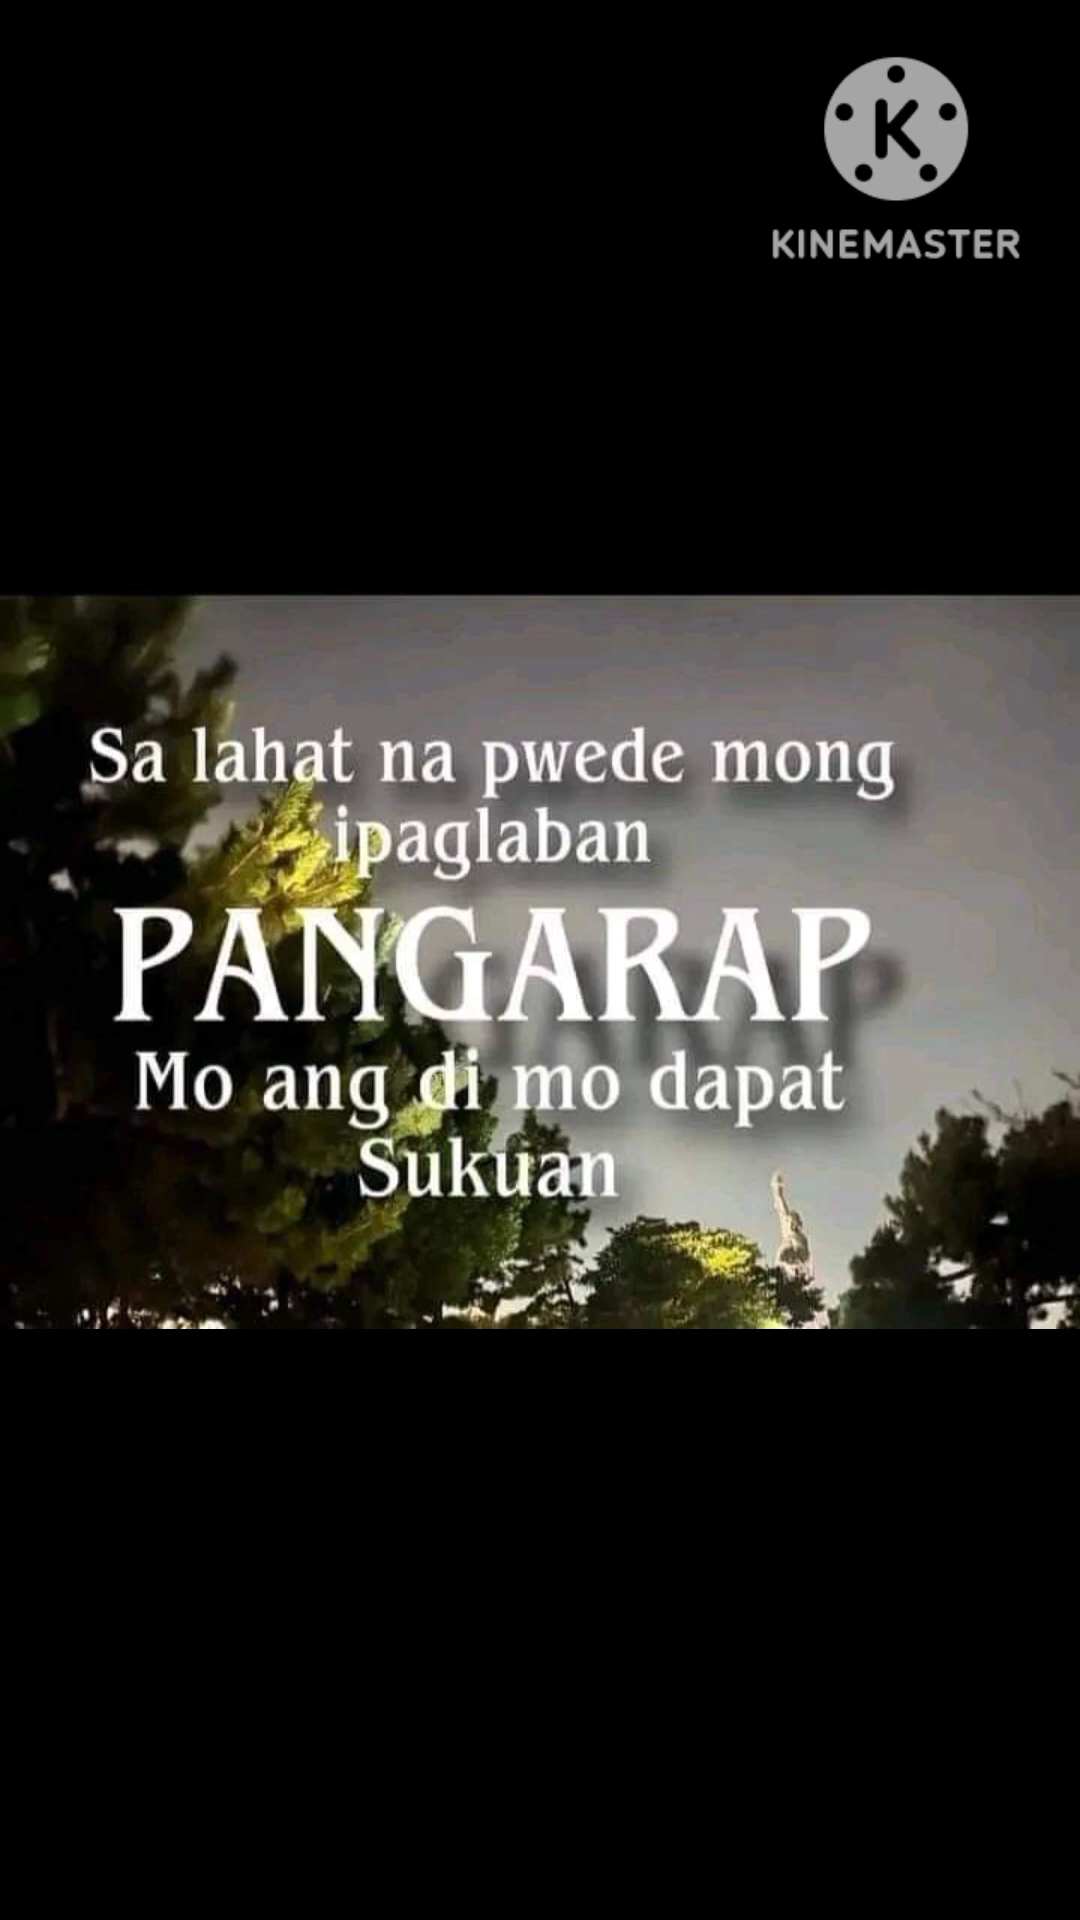 K
KINEMASTER
Sa lahat na pwede mong
ipaglaban
PANGARAP
Mo ang di mo dapat
Sukuan